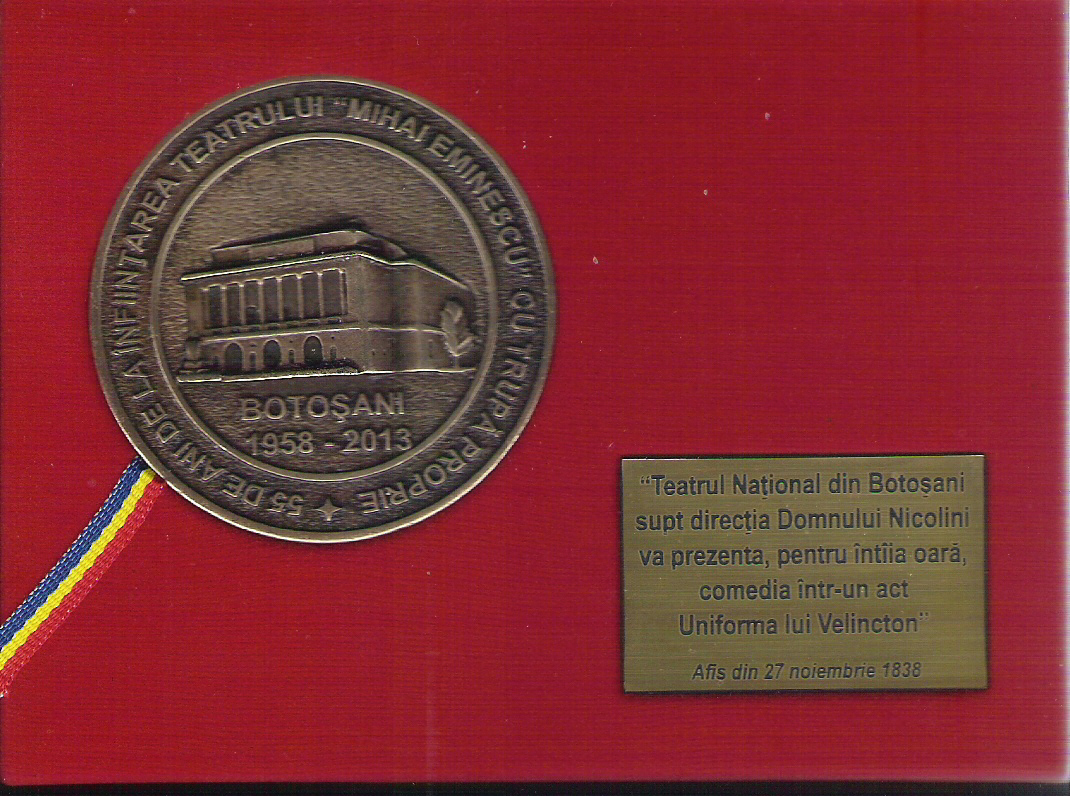 55 DE ANI DE LA ÎNFIINȚAREA TEATRULUI "MIHAI EMINESCU" CU TRUPĂ PROPRIE
BOTOŞANI
1958 - 2013
“Teatrul Naţional din Botoşani
supt direcţia Domnului Nicolini
va prezenta, pentru întîia oară,
comedia într-un act
Uniforma lui Velincton”
Afis din 27 noiembrie 1838